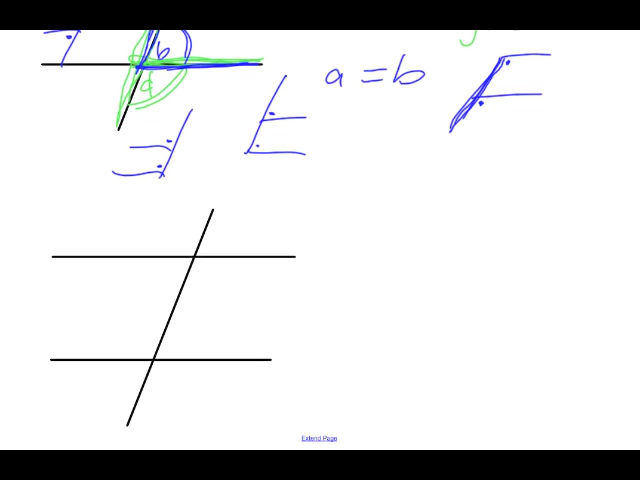 b
a = b
d
Extend Page